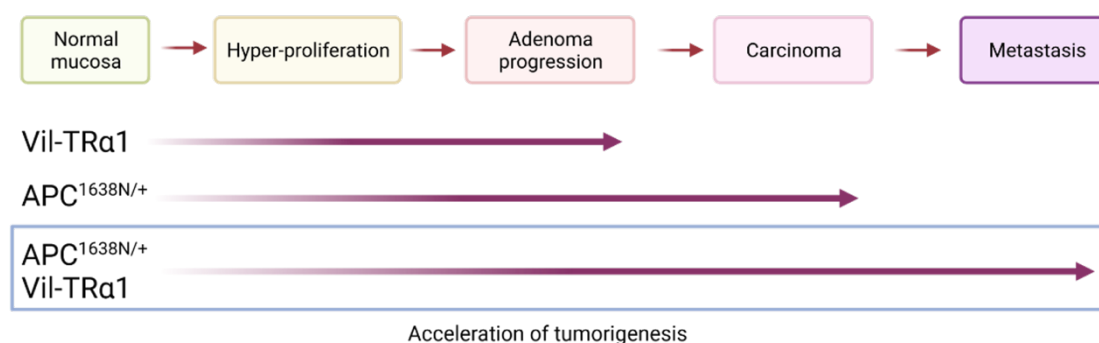 Normal
mucosa
Hyper-proliferation
Adenoma
progression
Carcinoma
Metastasis
Vil-TRα1
APC1638N/+
APC1638N/+
Vil-TRα1
Acceleration of tumorigenesis